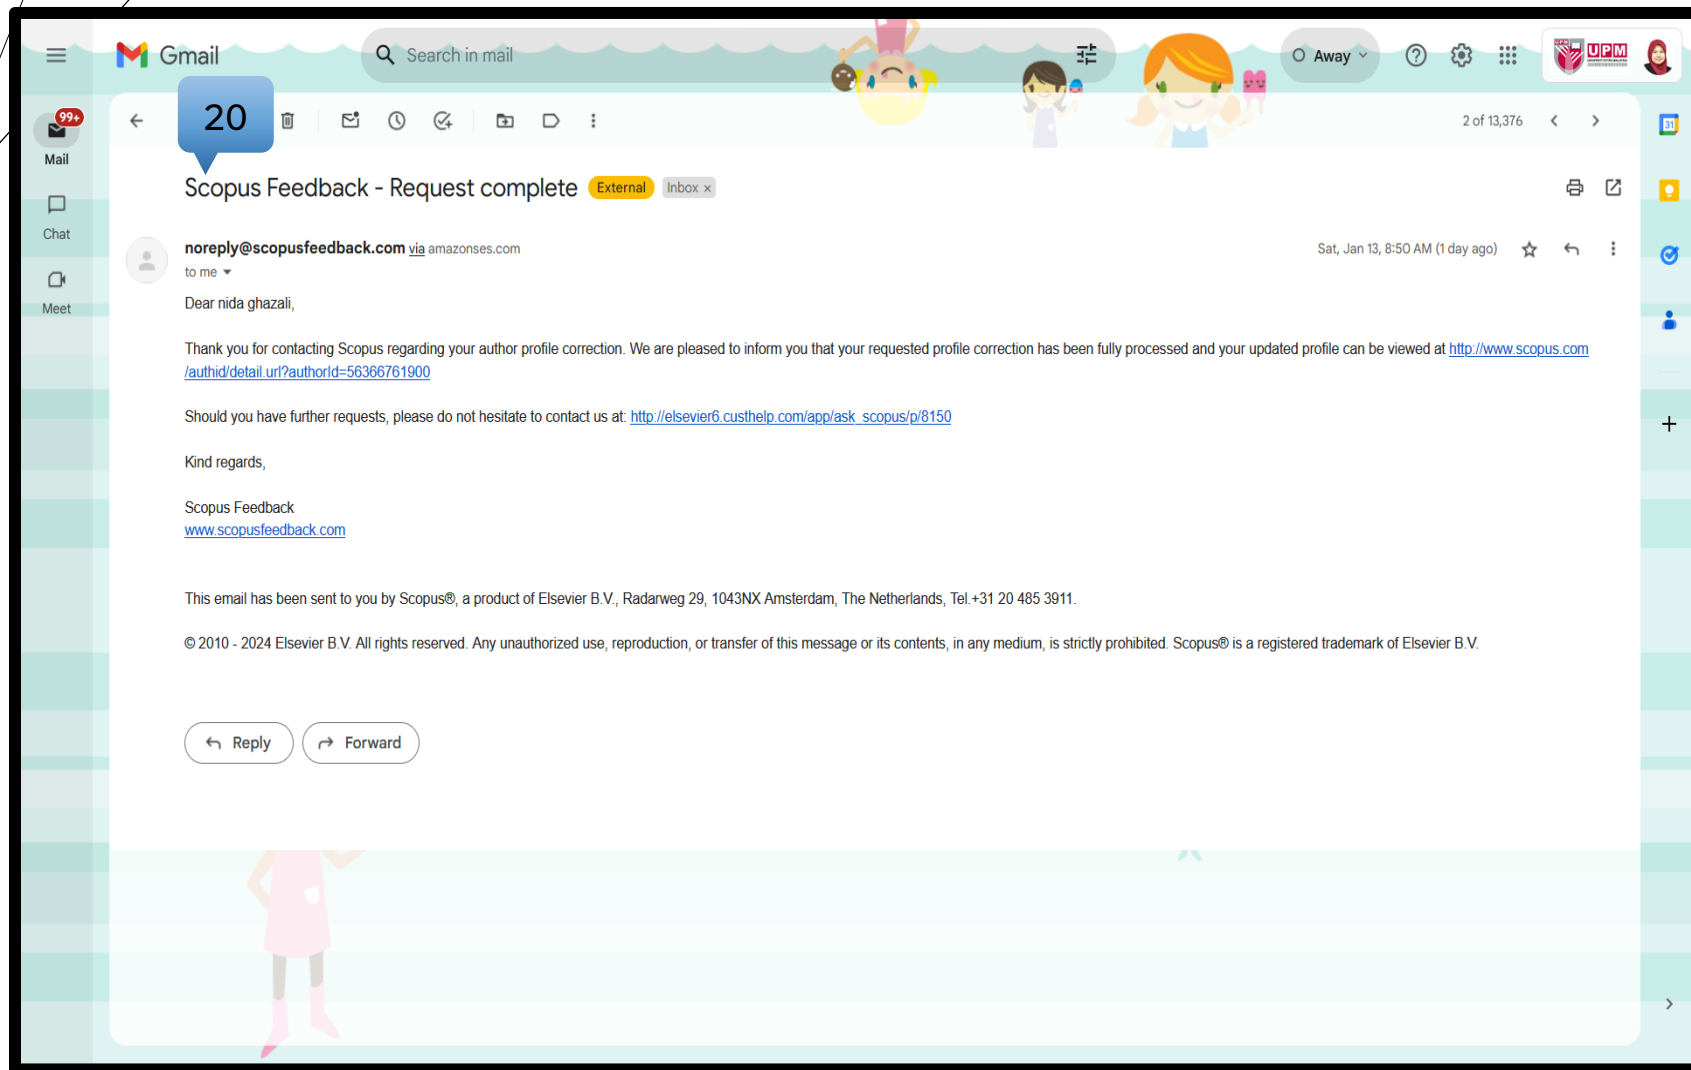 Gmail
Search in mail
Away
UPM
99+
20
2 of 13,376
31
Mail
Scopus Feedback - Request complete External Inbox ×
Chat
noreply@scopusfeedback.com via amazonses.com
Sat, Jan 13, 8:50 AM (1 day ago)
to me
Meet
Dear nida ghazali,
Thank you for contacting Scopus regarding your author profile correction. We are pleased to inform you that your requested profile correction has been fully processed and your updated profile can be viewed at http://www.scopus.com
/authid/detail.url?authorId=56366761900
Should you have further requests, please do not hesitate to contact us at: http://elsevier6.custhelp.com/app/ask_scopus/p/8150
Kind regards,
Scopus Feedback
www.scopusfeedback.com
This email has been sent to you by Scopus®, a product of Elsevier B.V., Radarweg 29, 1043NX Amsterdam, The Netherlands, Tel.+31 20 485 3911.
© 2010 - 2024 Elsevier B.V. All rights reserved. Any unauthorized use, reproduction, or transfer of this message or its contents, in any medium, is strictly prohibited. Scopus® is a registered trademark of Elsevier B.V.
Reply
Forward